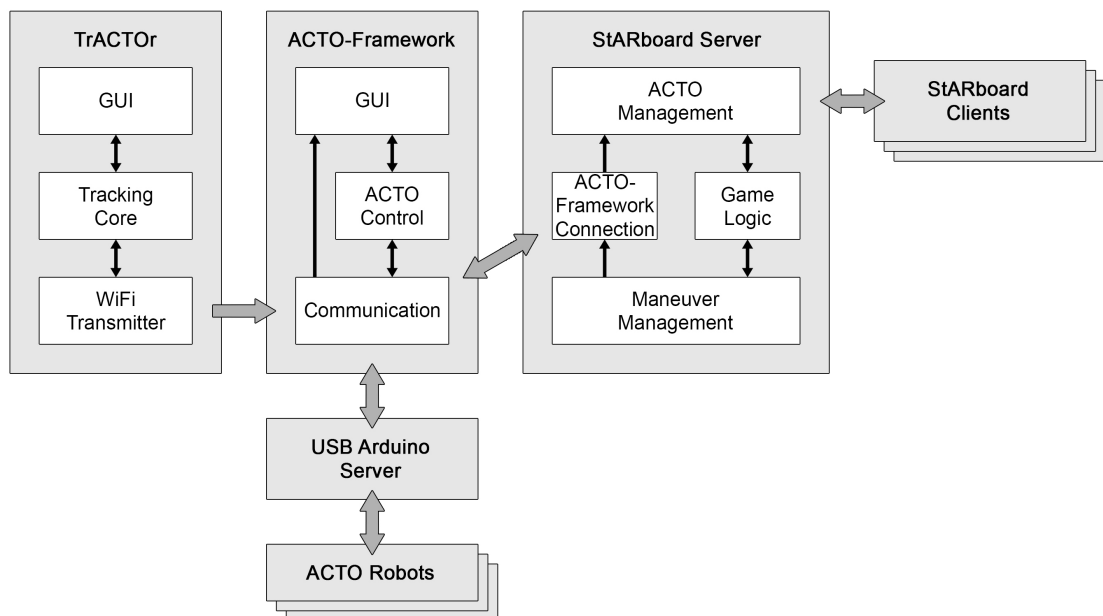 TrACTOr
GUI
Tracking
Core
WiFi
Transmitter
ACTO-Framework
GUI
ACTO
Control
Communication
StARboard Server
ACTO
Management
ACTO-
Framework
Connection
Game
Logic
Maneuver
Management
StARboard
Clients
USB Arduino
Server
ACTO Robots